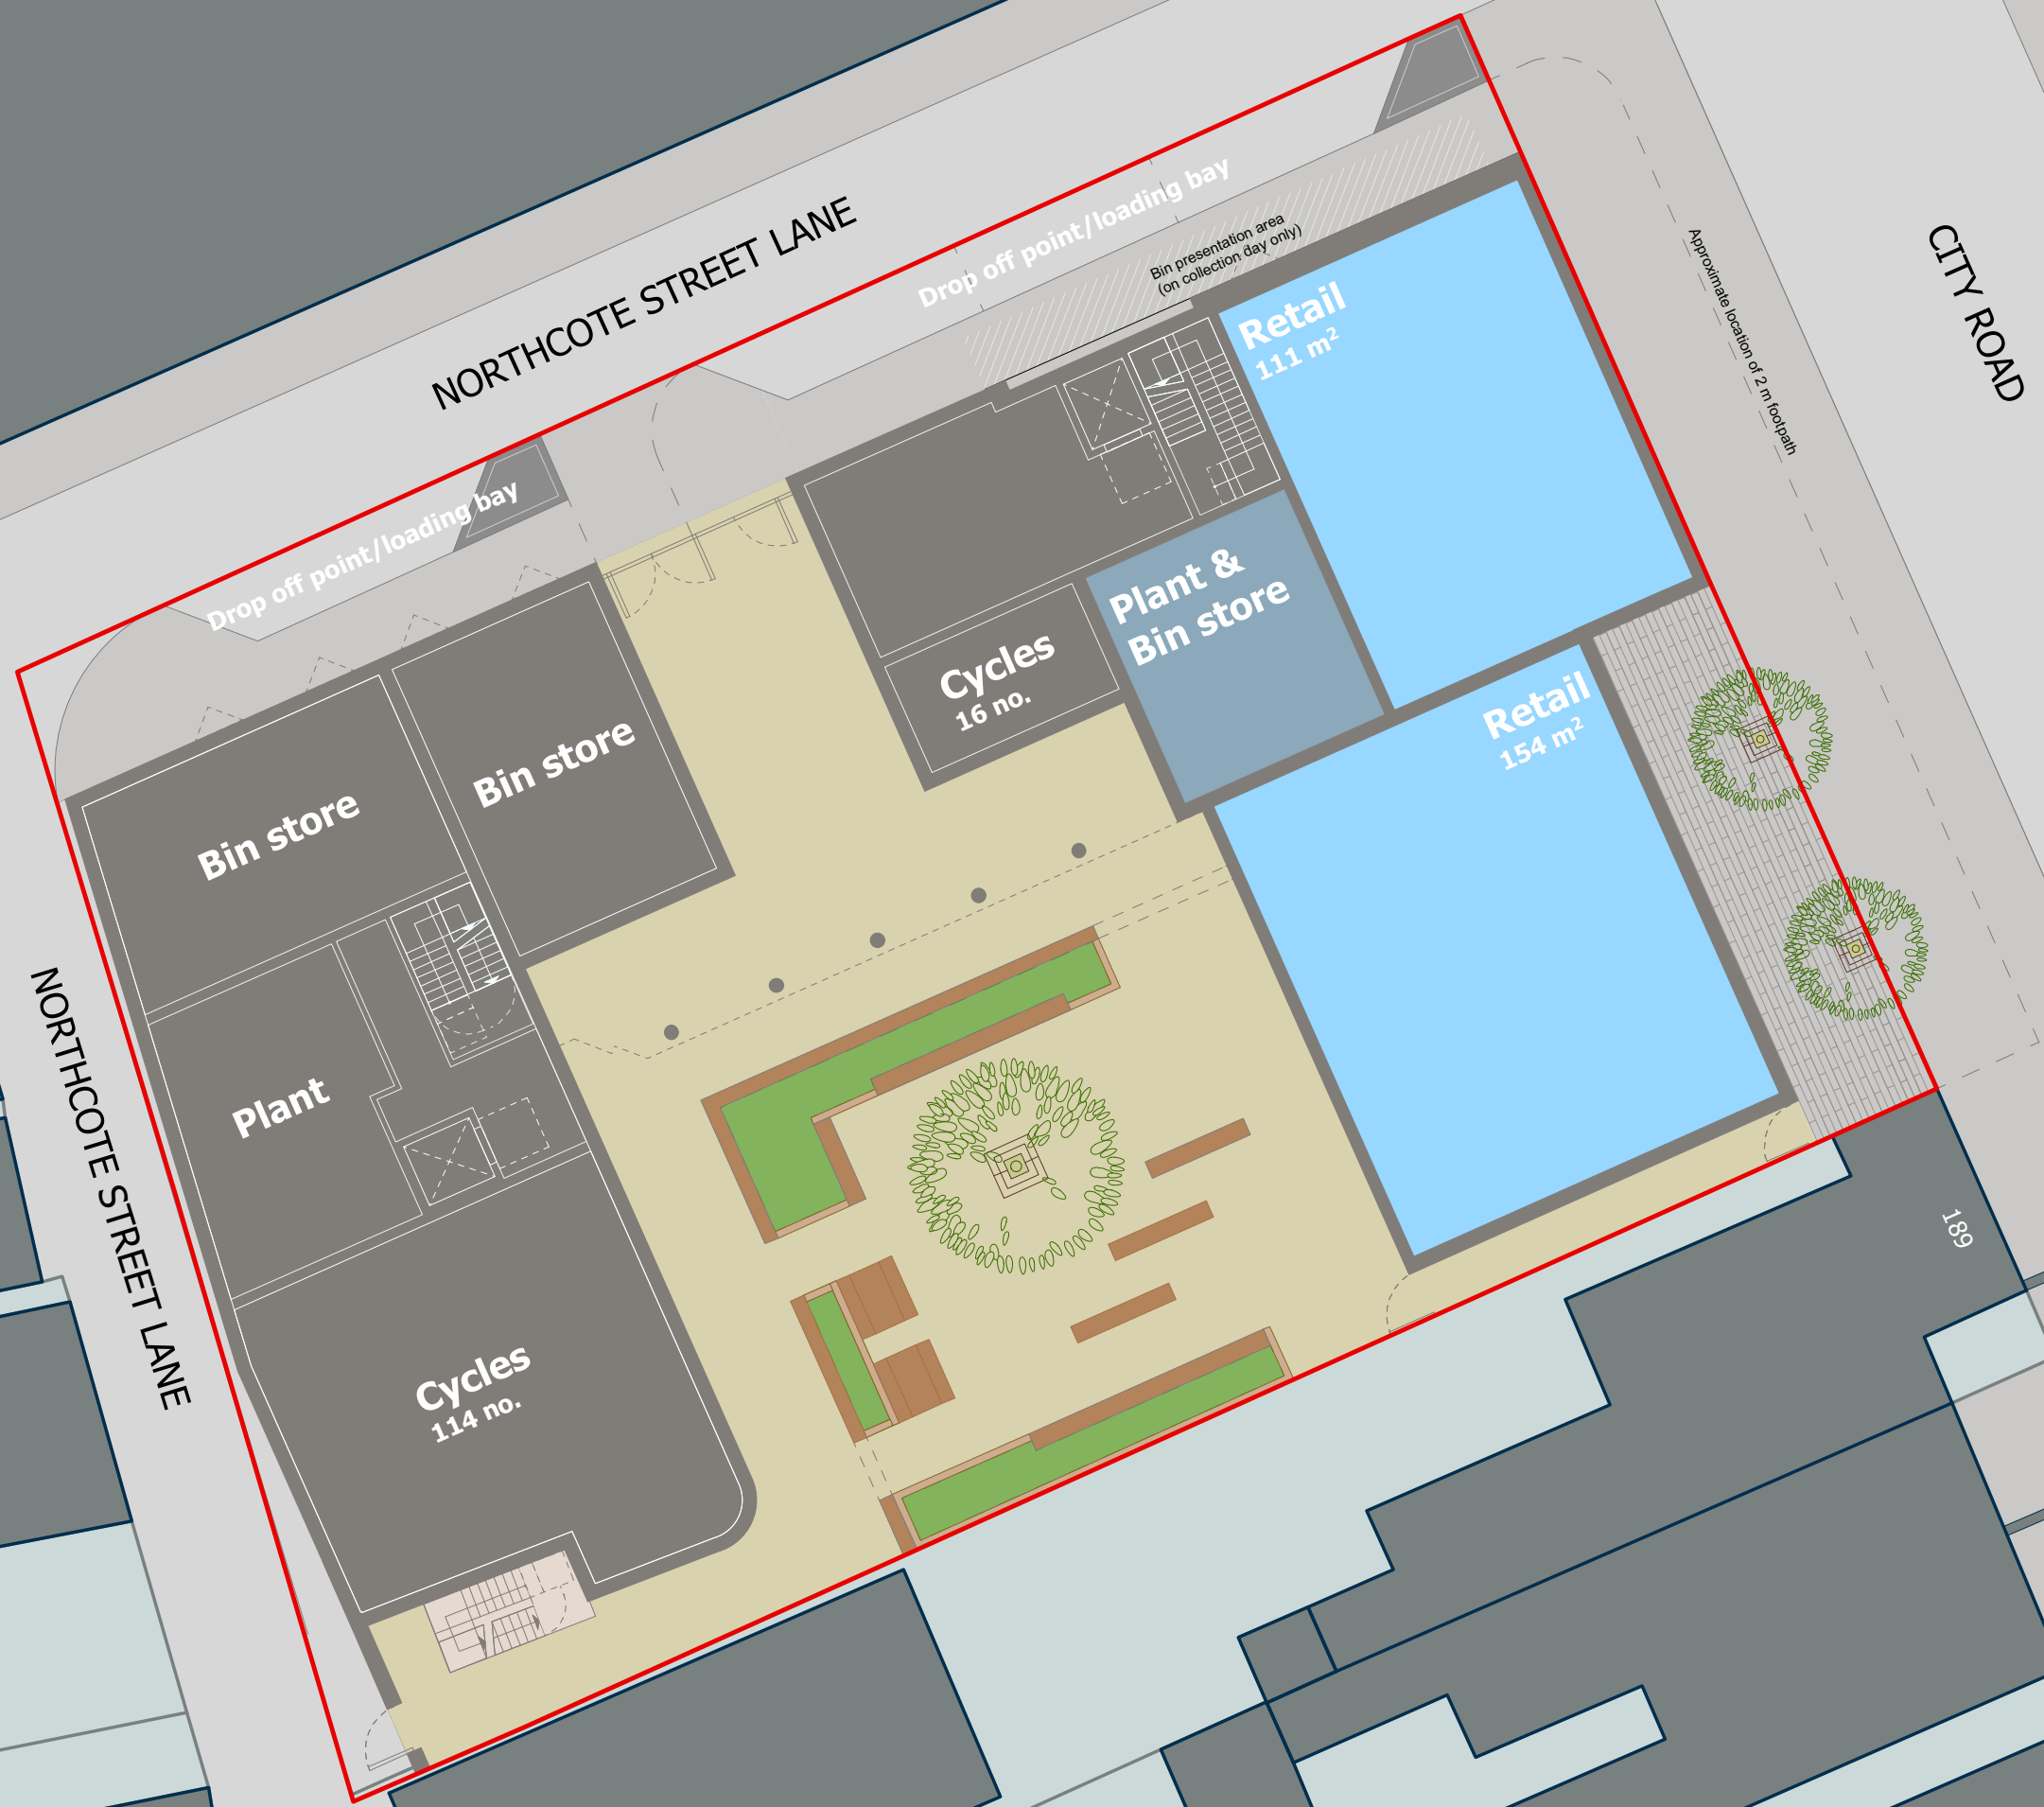 NORTHCOTE STREET LANE
Drop off point/loading bay
Bin presentation area
(on collection day only)
CITY ROAD
Approximate location of 2 m footpath
Retail
111 m²
Drop off point/loading bay
Plant &
Bin store
Cycles
16 no.
Retail
154 m²
Bin store
Bin store
Plant
NORTHCOTE STREET LANE
Cycles
114 no.
189